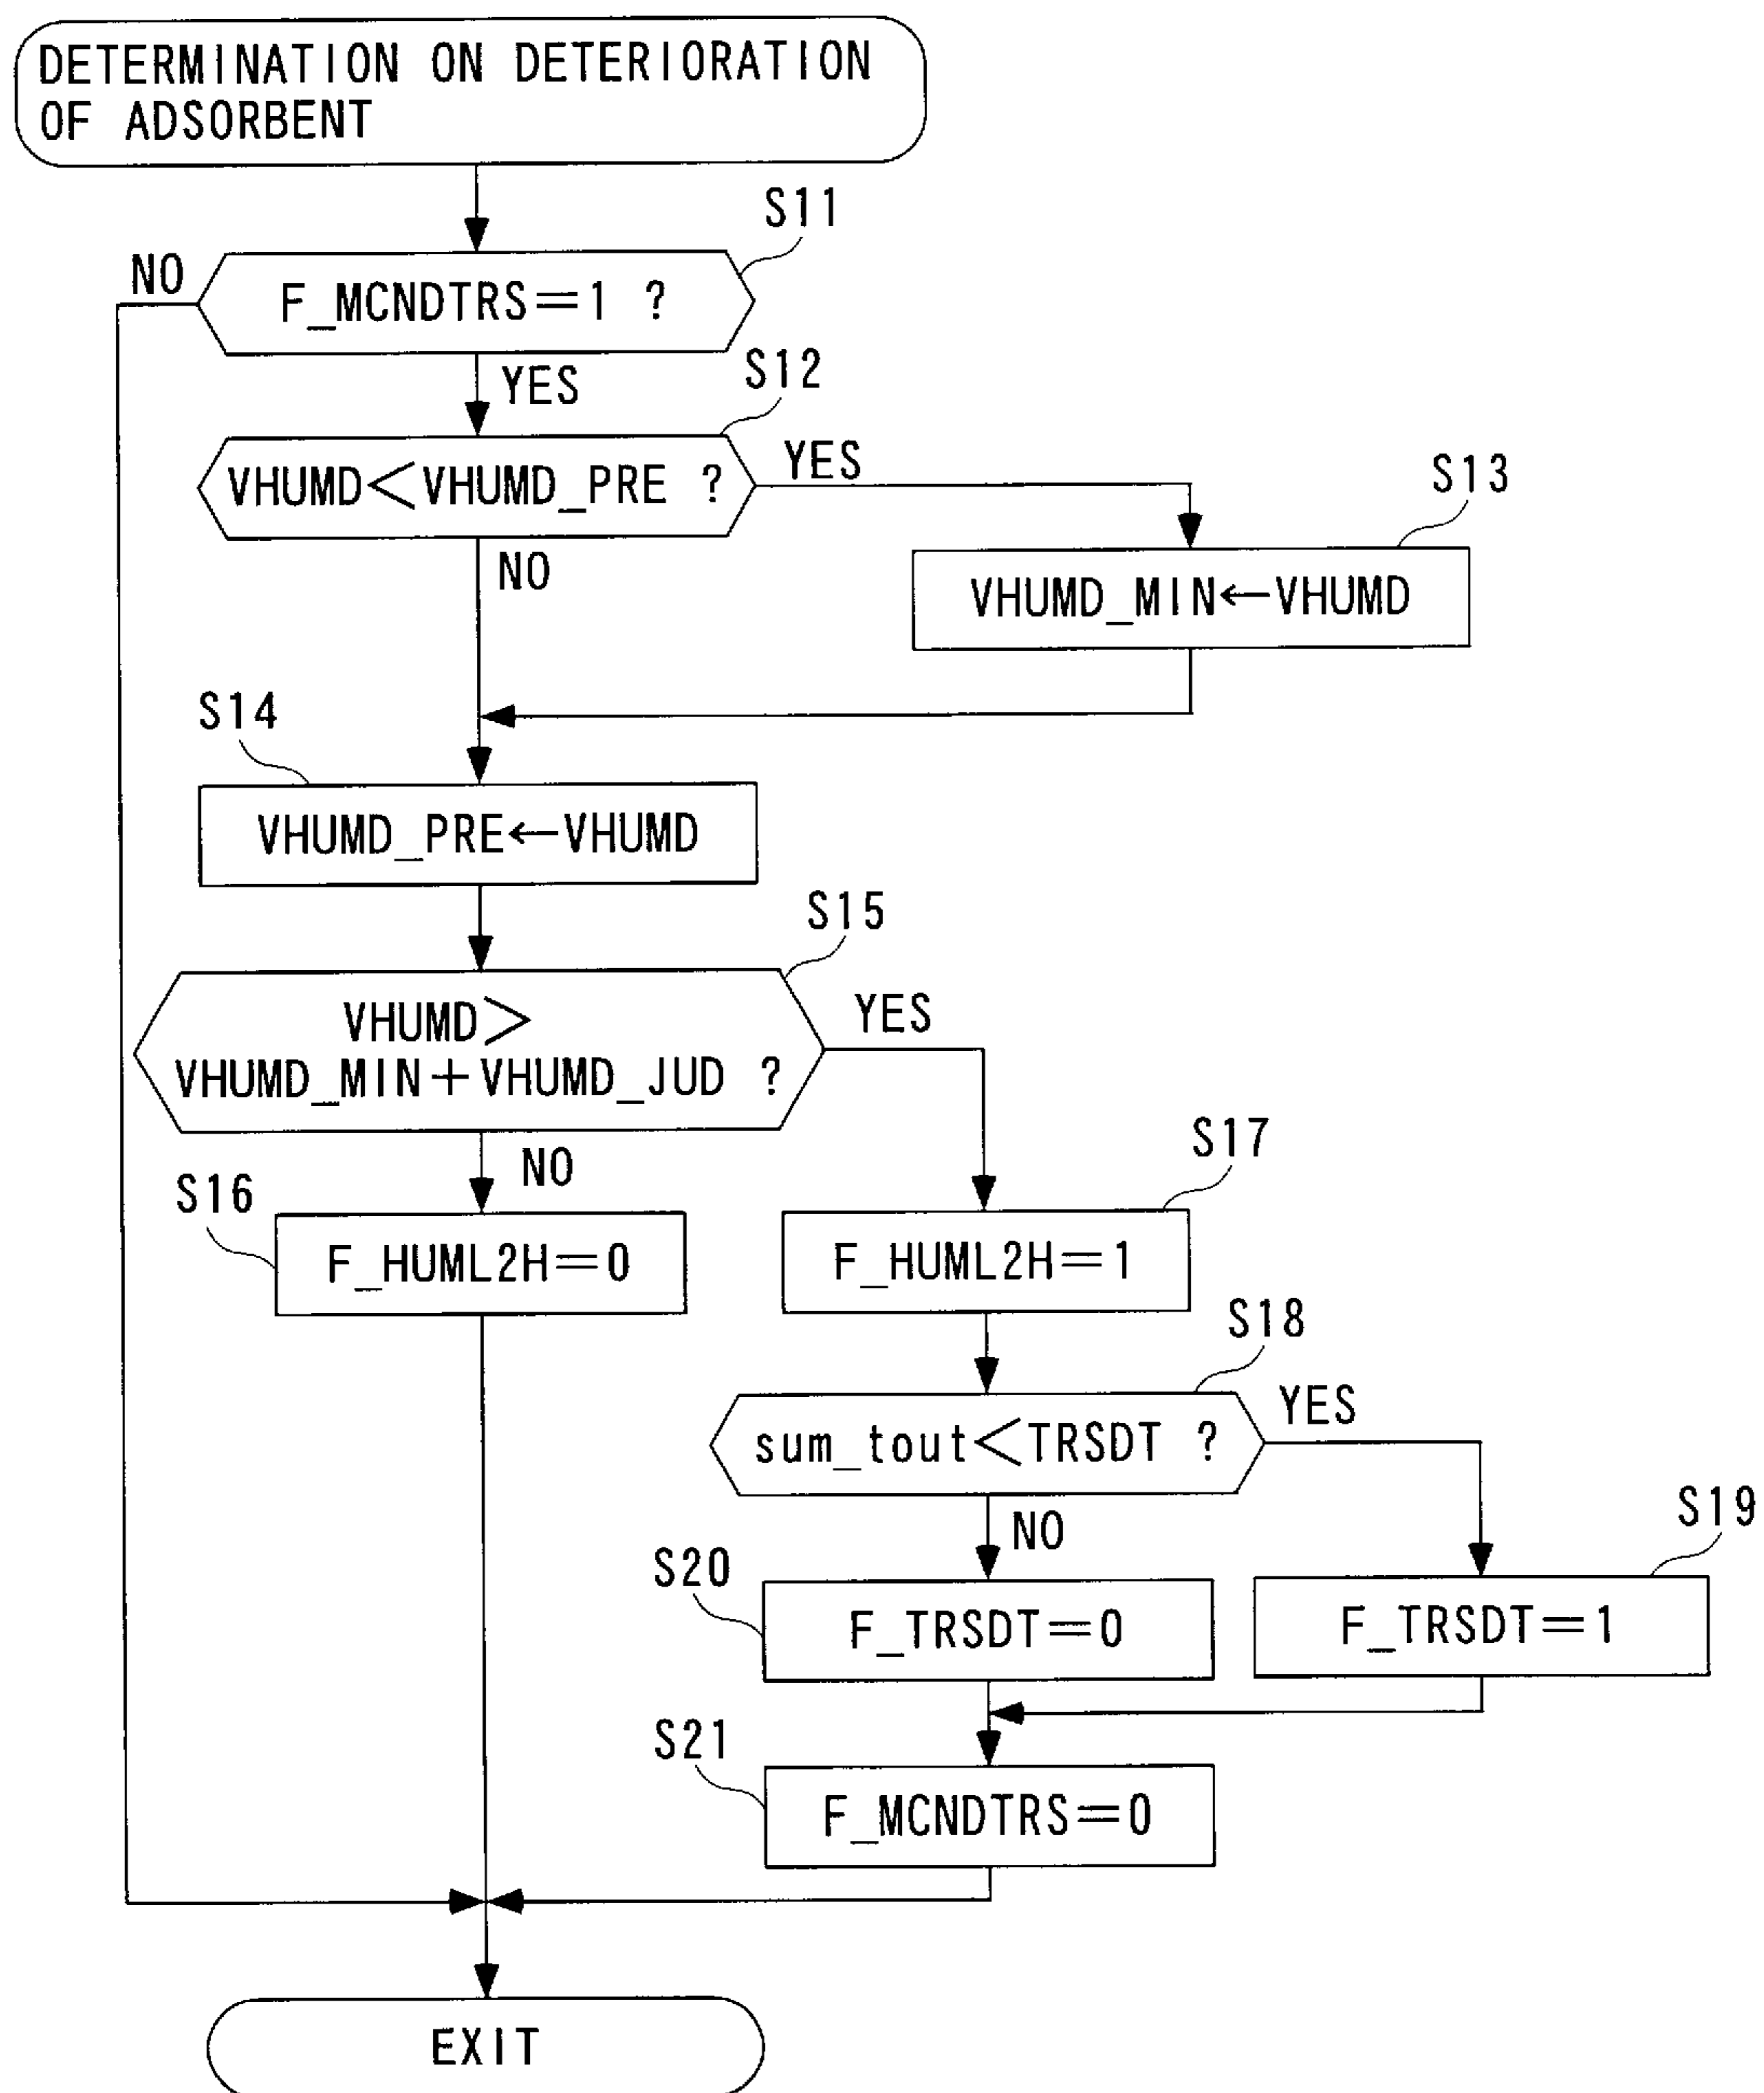 DETERMINATION ON DETERIORATION
OF ADSORBENT
S11
NO
F_MCNDTRS=1 ?
YES
S12
VHUMD<VHUMD_PRE ?
YES
S13
NO
VHUMD_MIN←VHUMD
S14
VHUMD_PRE←VHUMD
S15
VHUMD>
VHUMD_MIN+VHUMD_JUD ?
YES
NO
S17
S16
F_HUML2H=0
F_HUML2H=1
S18
sum_tout<TRSDT ?
YES
NO
S19
S20
F_TRSDT=0
F_TRSDT=1
S21
F_MCNDTRS=0
EXIT